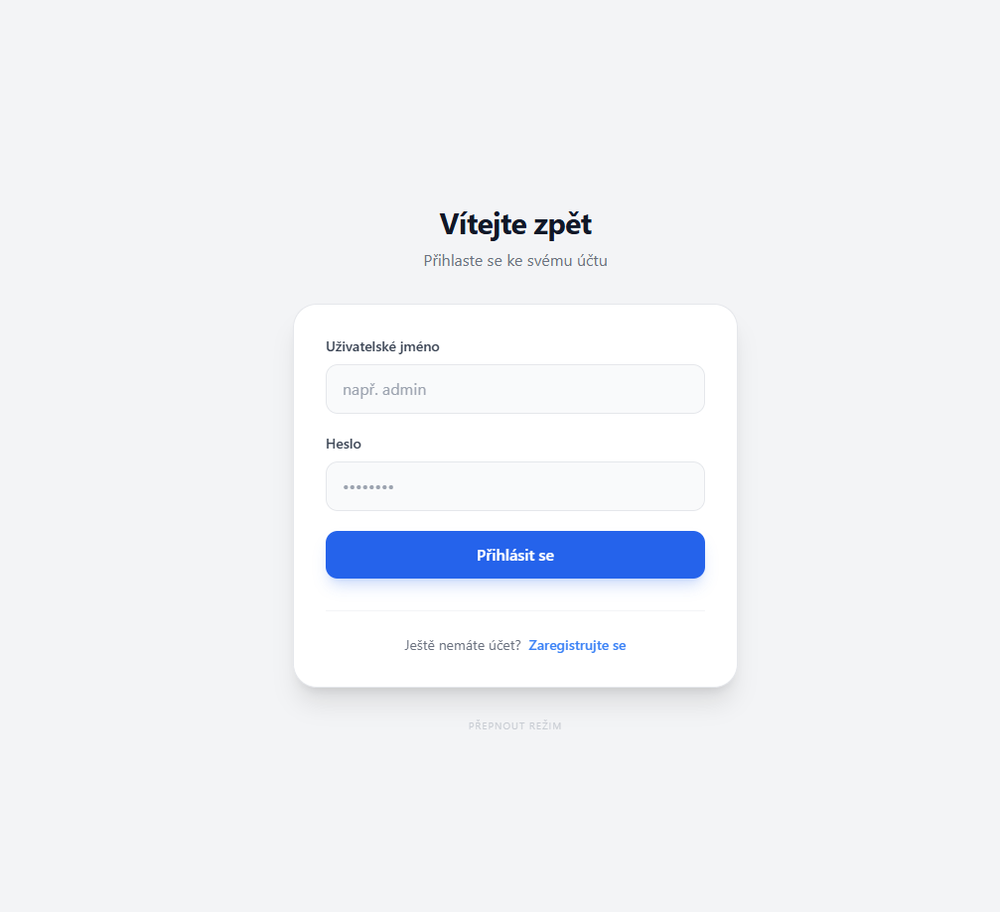 Vítejte zpět
Přihlaste se ke svému účtu
Uživatelské jméno
např. admin
Heslo
••••••••
Přihlásit se
Ještě nemáte účet? Zaregistrujte se
PŘEPNOUT REŽIM